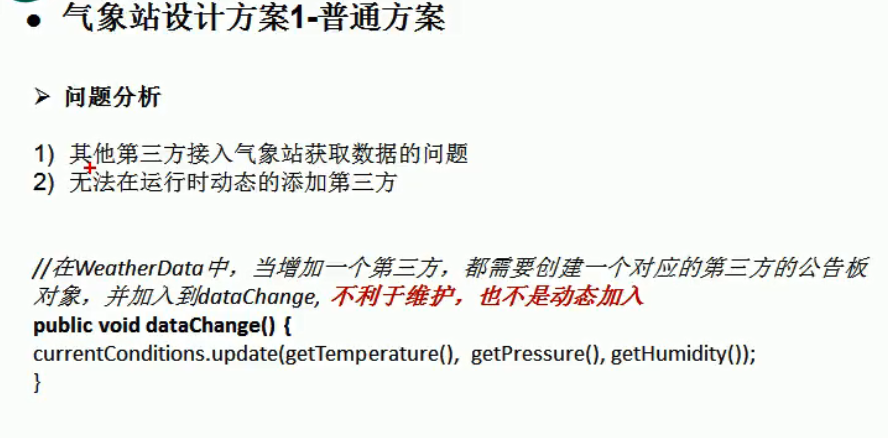 ● 气象站设计方案1-普通方案
➢ 问题分析
1) 其他第三方接入气象站获取数据的问题
2) 无法在运行时动态的添加第三方
//在WeatherData中，当增加一个第三方，都需要创建一个对应的第三方的公告板
对象，并加入到dataChange, 不利于维护，也不是动态加入
public void dataChange() {
currentConditions.update(getTemperature(), getPressure(), getHumidity());
}